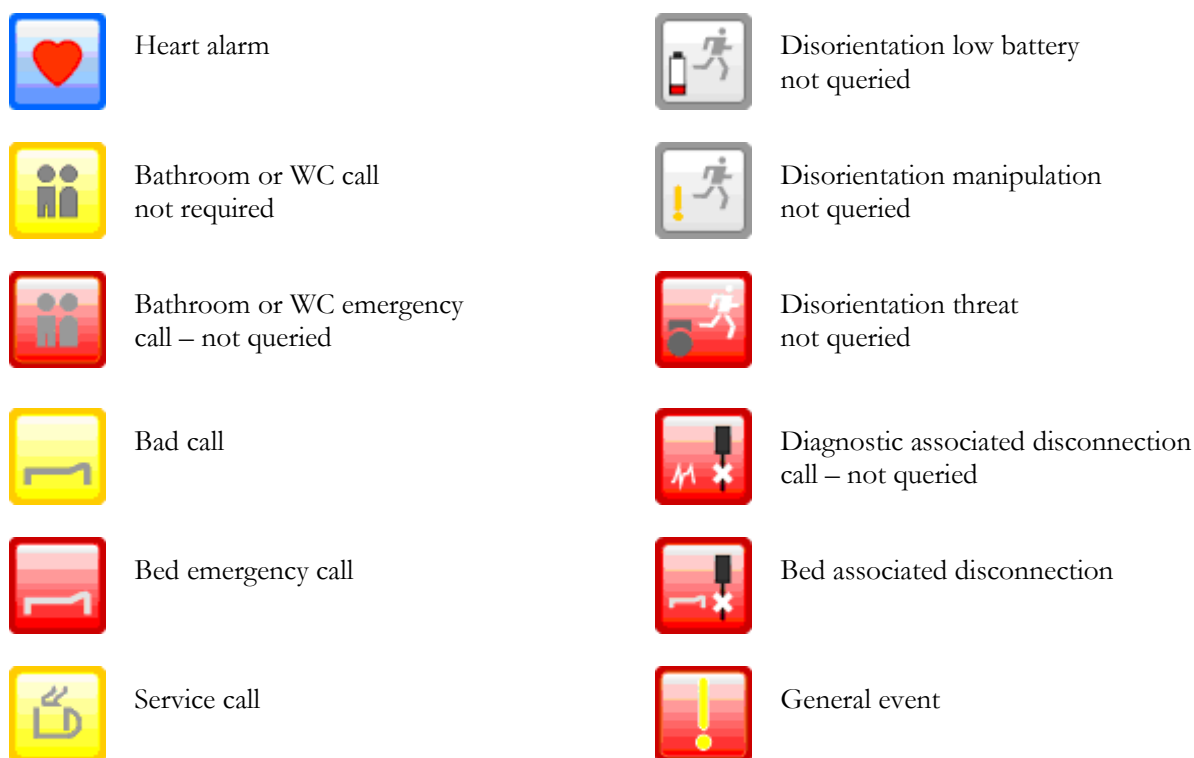 Heart alarm
Bathroom or WC call
not required
Bathroom or WC emergency
call – not queried
Bad call
Bed emergency call
Service call
Disorientation low battery
not queried
Disorientation manipulation
not queried
Disorientation threat
not queried
Diagnostic associated disconnection
call – not queried
Bed associated disconnection
General event